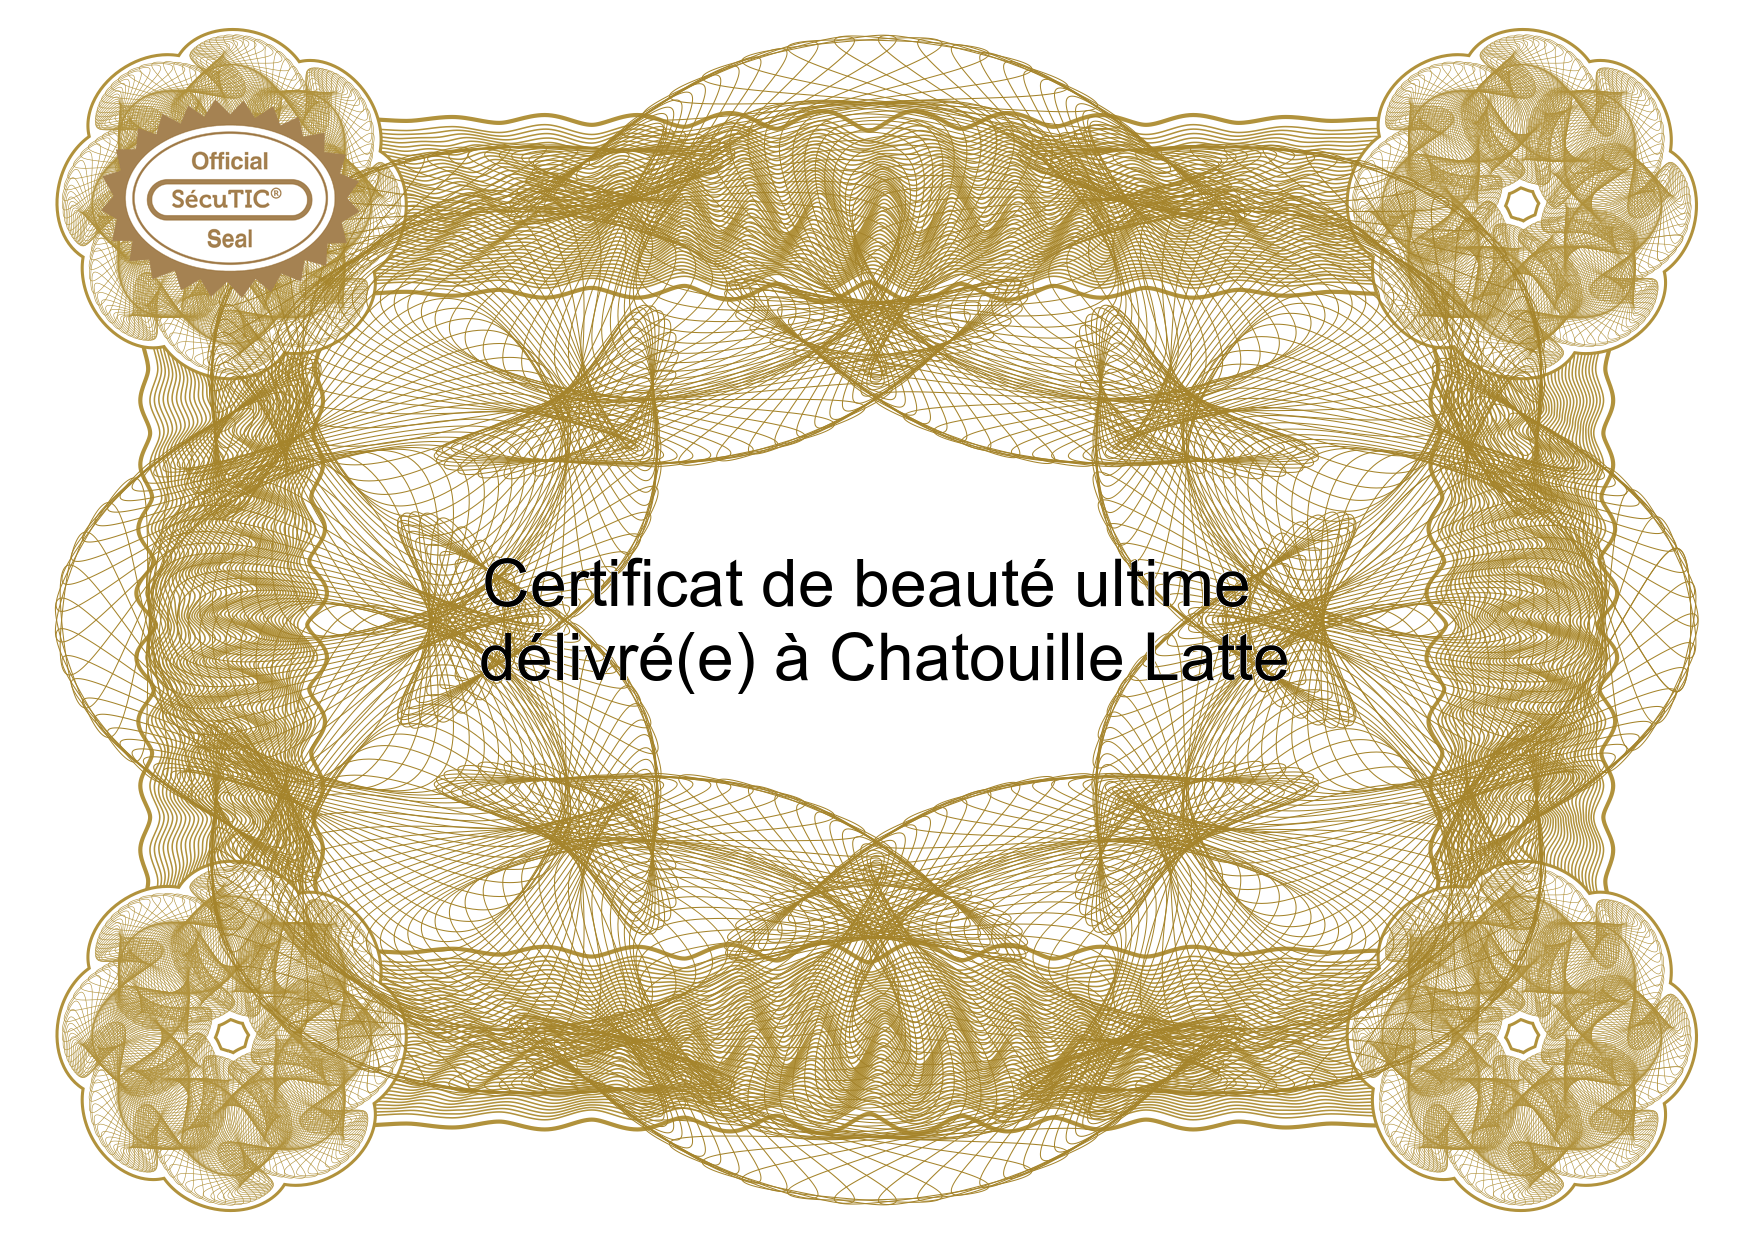 Official
SécuTIC®
Seal
Certificat de beauté ultime
délivré(e) à Chatouille Latte